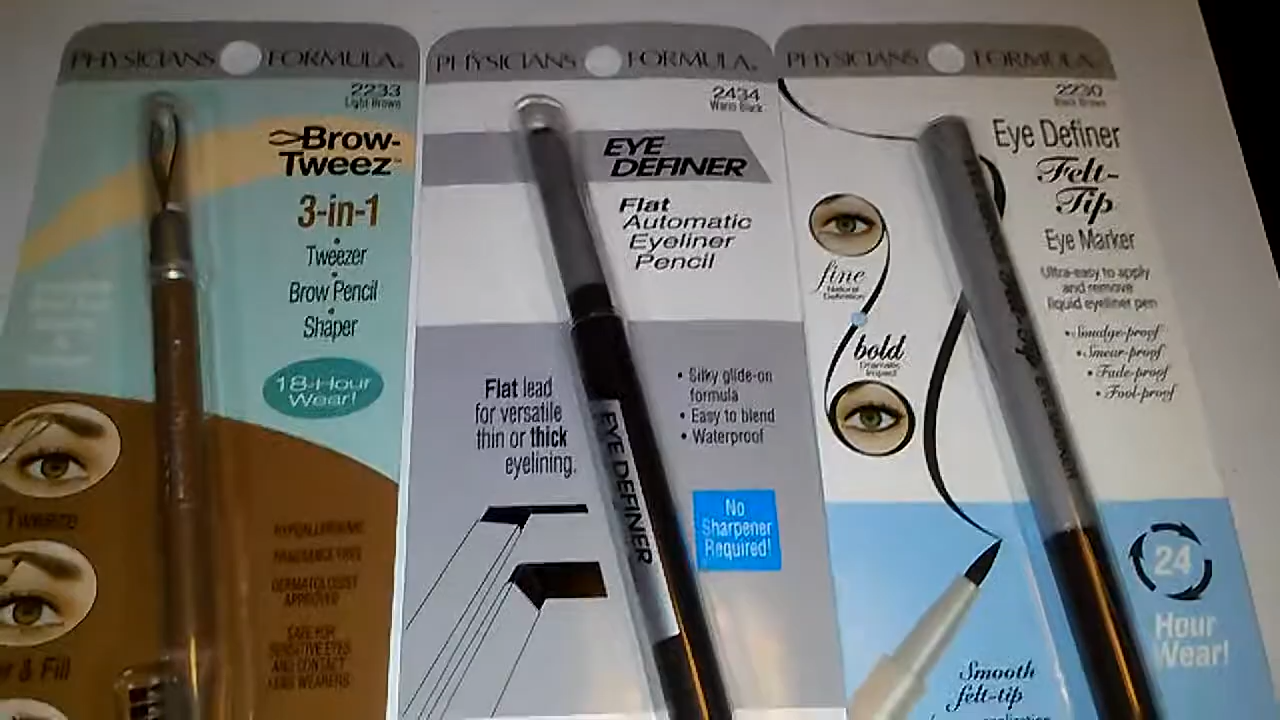 PHYSICIANS FORMULA
2233
Light Brown
Brow-
Tweez™
3-in-1
Tweezer
•
Brow Pencil
•
Shaper
18-Hour
Wear!
Tweeze
r & Fill
HYPOALLERGENIC
FRAGRANCE FREE
DERMATOLOGIST
APPROVED
SAFE FOR
SENSITIVE EYES
AND CONTACT
LENS WEARERS
PHYSICIANS FORMULA
2434
Warm Black
EYE
DEFINER
Flat
Automatic
Eyeliner
Pencil
Flat lead
for versatile
thin or thick
eyelining.
• Silky glide-on
formula
• Easy to blend
• Waterproof
EYE DEFINER
No
Sharpener
Required!
PHYSICIANS FORMULA
2230
Black Brown
Eye Definer
Felt-
Tip
Eye Marker
Ultra-easy to apply
and remove
liquid eyeliner pen
• Smudge-proof
• Smear-proof
• Fade-proof
• Fool-proof
fine
Natural
Definition
bold
Dramatic
Impact
24
Hour
Wear!
Smooth
felt-tip